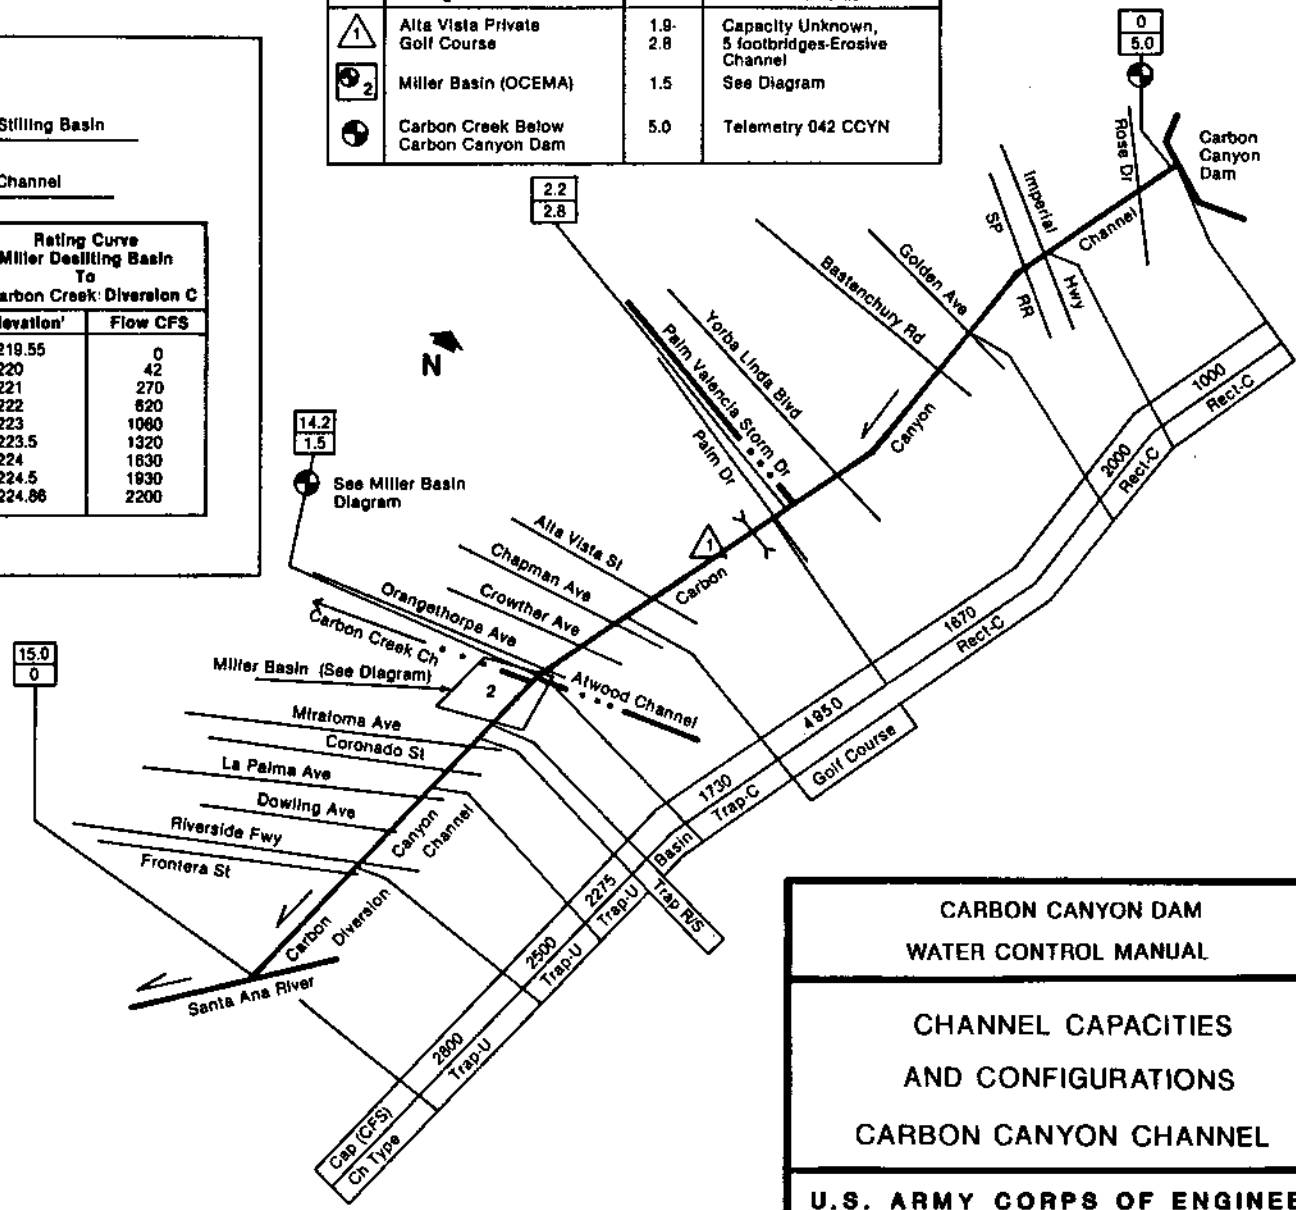 1
Alta Vista Private
Golf Course
1.9-
2.8
Capacity Unknown,
5 footbridges-Erosive
Channel
2
Miller Basin (OCEMA)
1.5
See Diagram
Carbon Creek Below
Carbon Canyon Dam
5.0
Telemetry 042 CCYN
0
5.0
Stilling Basin
Channel
Rating Curve
Miller Desilting Basin
To
arbon Creek: Diversion C
levation'
Flow CFS
219.55 0
220 42
221 270
222 620
223 1060
223.5 1320
224 1630
224.5 1930
224.86 2200
2.2
2.8
Carbon
Canyon
Dam
Rose Dr
Imperial
Hwy
SP
RR
Channel
Golden Ave
Bastanchury Rd
Yorba Linda Blvd
Palm Valencia Storm Dr
Palm Dr
Canyon
N
14.2
1.5
See Miller Basin
Diagram
Alta Vista St
Chapman Ave
Crowther Ave
Orangethorpe Ave
Carbon Creek Ch
1
Carbon
Atwood Channel
Miller Basin (See Diagram)
2
15.0
0
Miraloma Ave
Coronado St
La Palma Ave
Dowling Ave
Riverside Fwy
Frontera St
Canyon
Channel
Carbon
Diversion
Santa Ana River
1000
Rect-C
2000
Rect-C
1670
Rect-C
4950
Golf Course
1730
Trap-C
Basin
Trap R/S
2275
Trap-U
2500
Trap-U
2800
Trap-U
Cap (CFS)
Ch Type
CARBON CANYON DAM
WATER CONTROL MANUAL
CHANNEL CAPACITIES
AND CONFIGURATIONS
CARBON CANYON CHANNEL
U.S. ARMY CORPS OF ENGINEE